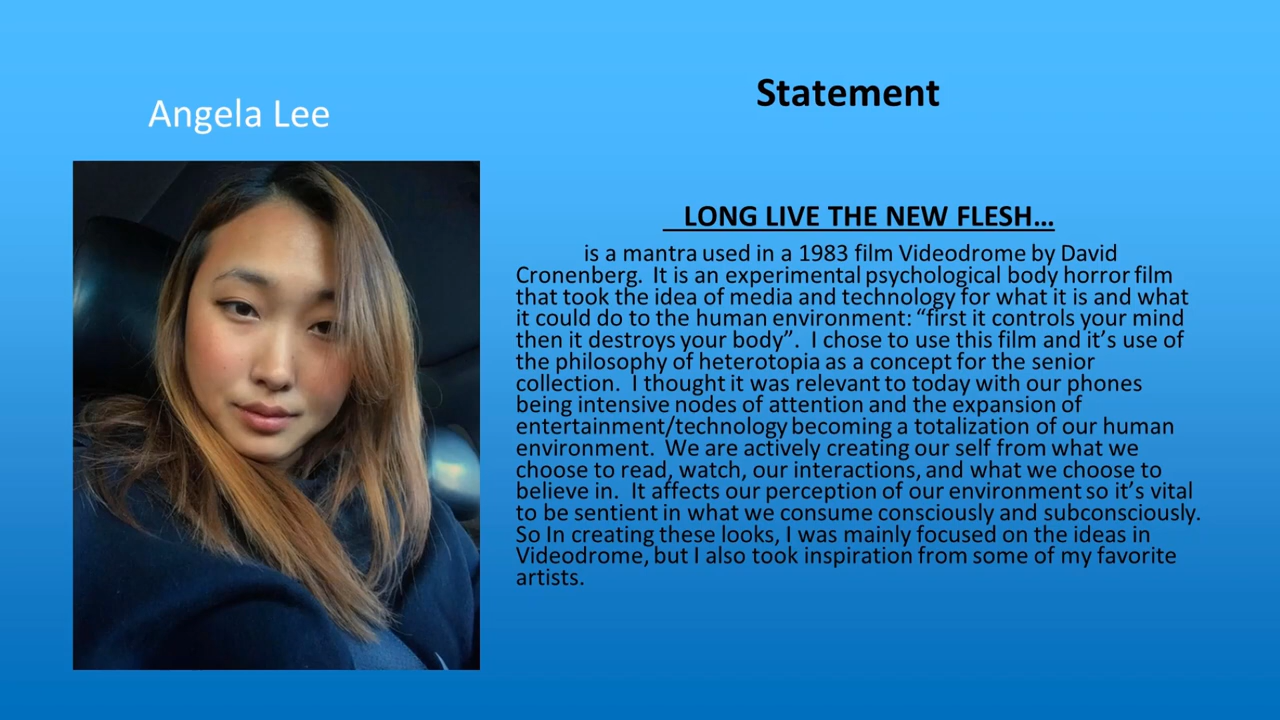 Angela Lee
Statement
LONG LIVE THE NEW FLESH...
is a mantra used in a 1983 film Videodrome by David
Cronenberg. It is an experimental psychological body horror film
that took the idea of media and technology for what it is and what
it could do to the human environment: “first it controls your mind
then it destroys your body”. I chose to use this film and it’s use of
the philosophy of heterotopia as a concept for the senior
collection. I thought it was relevant to today with our phones
being intensive nodes of attention and the expansion of
entertainment/technology becoming a totalization of our human
environment. We are actively creating our self from what we
choose to read, watch, our interactions, and what we choose to
believe in. It affects our perception of our environment so it’s vital
to be sentient in what we consume consciously and subconsciously.
So In creating these looks, I was mainly focused on the ideas in
Videodrome, but I also took inspiration from some of my favorite
artists.